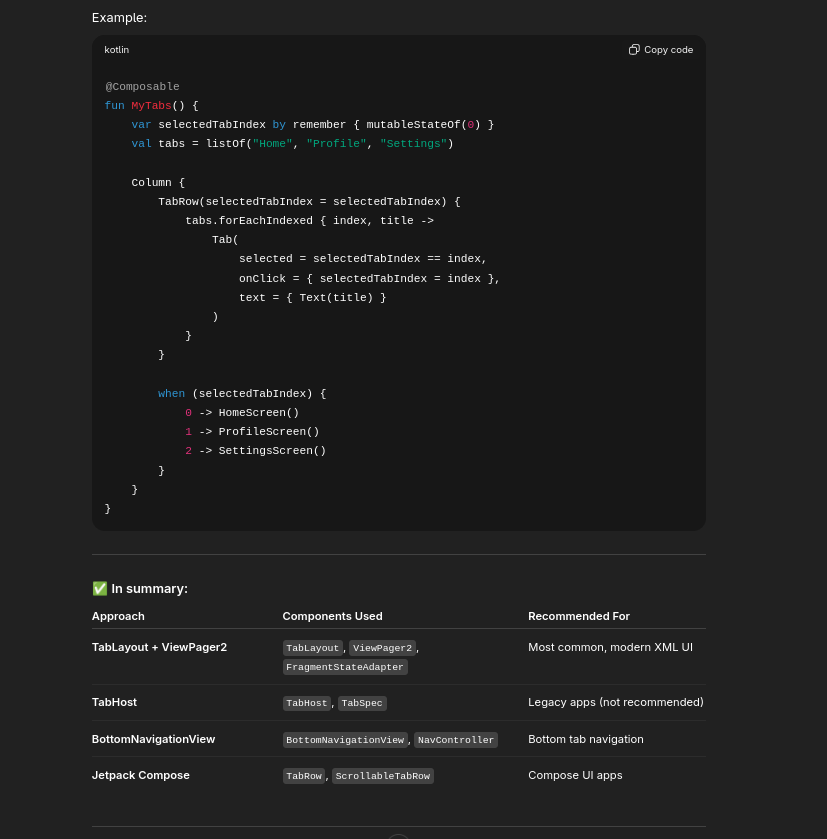 Example:
kotlin
Copy code
@Composable
fun MyTabs() {
    var selectedTabIndex by remember { mutableStateOf(0) }
    val tabs = listOf("Home", "Profile", "Settings")

    Column {
        TabRow(selectedTabIndex = selectedTabIndex) {
            tabs.forEachIndexed { index, title ->
                Tab(
                    selected = selectedTabIndex == index,
                    onClick = { selectedTabIndex = index },
                    text = { Text(title) }
                )
            }
        }

        when (selectedTabIndex) {
            0 -> HomeScreen()
            1 -> ProfileScreen()
            2 -> SettingsScreen()
        }
    }
}
✅ In summary:
Approach Components Used Recommended For
TabLayout + ViewPager2 TabLayout, ViewPager2, Most common, modern XML UI
FragmentStateAdapter
TabHost TabHost, TabSpec Legacy apps (not recommended)
BottomNavigationView BottomNavigationView, NavController Bottom tab navigation
Jetpack Compose TabRow, ScrollableTabRow Compose UI apps